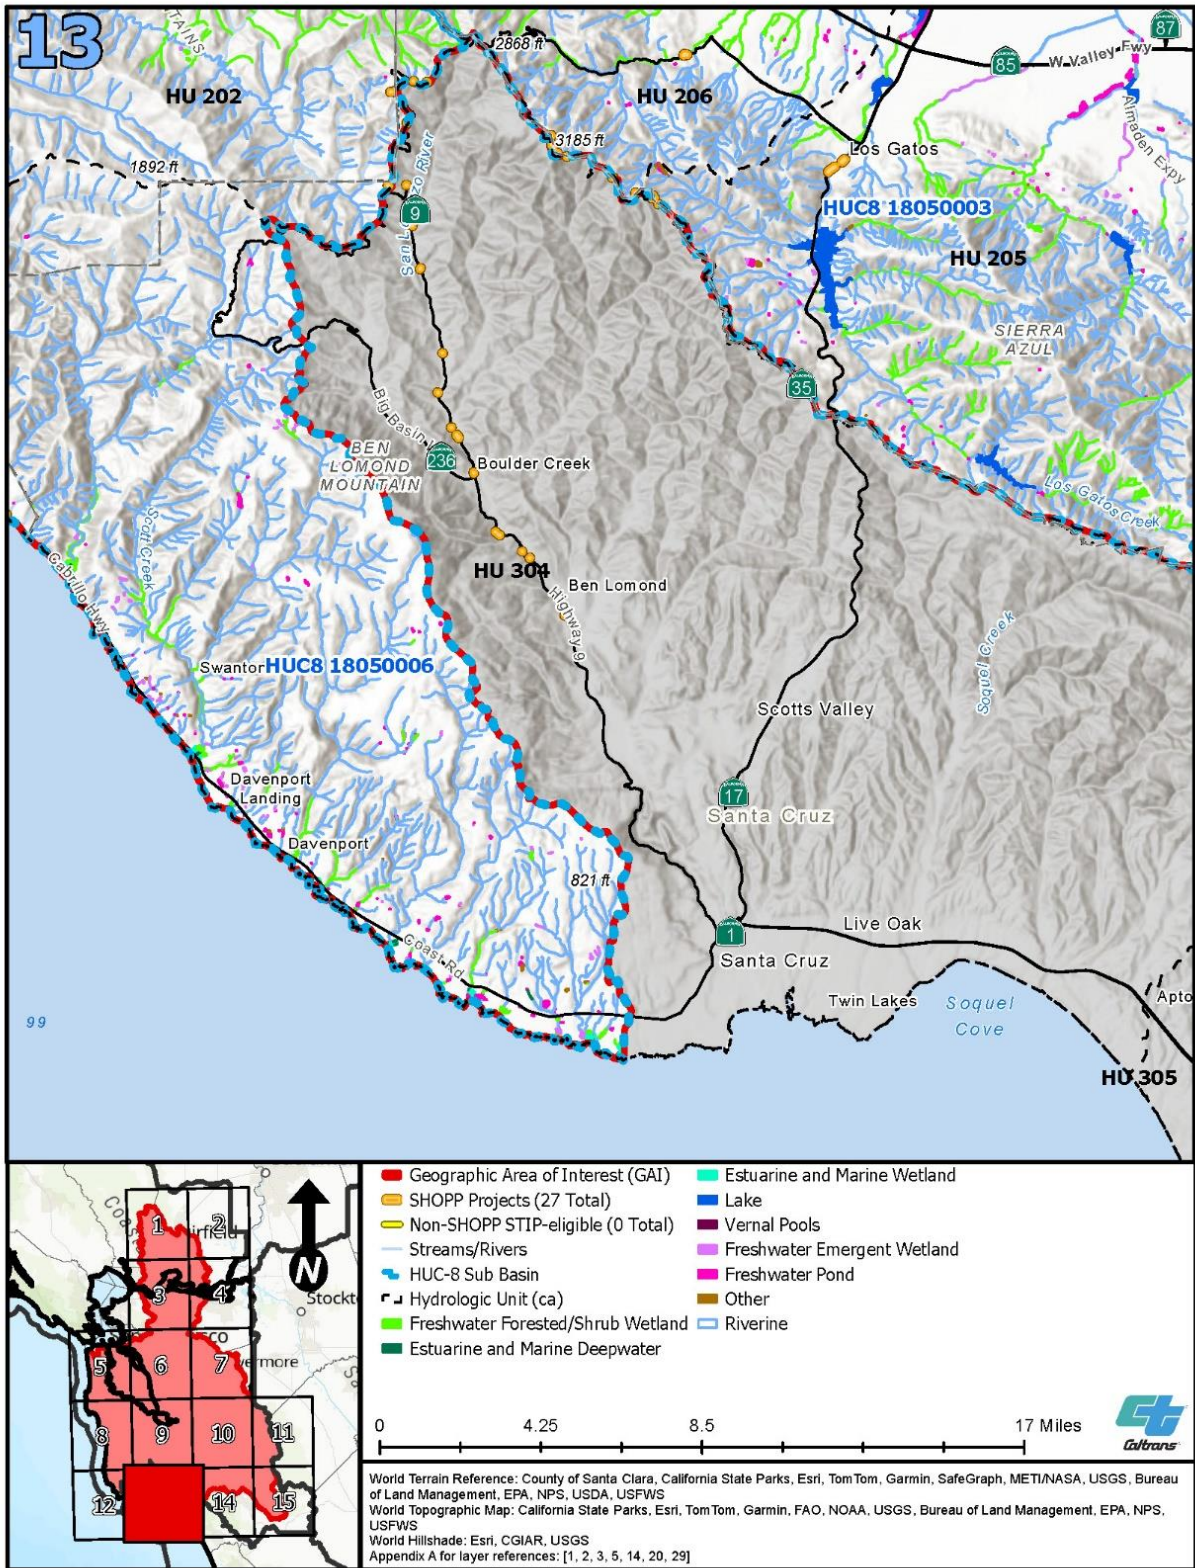 13
TAINS
2868 ft
87
85
W Valley Fwy
HU 202
HU 206
Almaden Expy
3185 ft
Los Gatos
1892 ft
9
HUC8 18050003
HU 205
SIERRA
AZUL
35
Big Basin
236
BEN
LOMOND
MOUNTAIN
Boulder Creek
Los Gatos Creek
Scott Creek
Cabrillo Hwy
HU 304
Ben Lomond
Highway 9
Soquel Creek
HUC8 18050006
Scotts Valley
Davenport
Landing
17
Santa Cruz
Davenport
821 ft
Live Oak
1
Coast Rd
Santa Cruz
Twin Lakes
Soquel
Cove
Apto
99
HU 305
1
2
irfield
3
4
Stockt
sco
5
6
7
vermore
8
9
10
11
12
14
15
N
Geographic Area of Interest (GAI)
SHOPP Projects (27 Total)
Non-SHOPP STIP-eligible (0 Total)
Streams/Rivers
HUC-8 Sub Basin
Hydrologic Unit (ca)
Freshwater Forested/Shrub Wetland
Estuarine and Marine Deepwater
Estuarine and Marine Wetland
Lake
Vernal Pools
Freshwater Emergent Wetland
Freshwater Pond
Other
Riverine
0 4.25 8.5 17 Miles
Caltrans
World Terrain Reference: County of Santa Clara, California State Parks, Esri, TomTom, Garmin, SafeGraph, METI/NASA, USGS, Bureau
of Land Management, EPA, NPS, USDA, USFWS
World Topographic Map: California State Parks, Esri, TomTom, Garmin, FAO, NOAA, USGS, Bureau of Land Management, EPA, NPS,
USFWS
World Hillshade: Esri, CGIAR, USGS
Appendix A for layer references: [1, 2, 3, 5, 14, 20, 29]